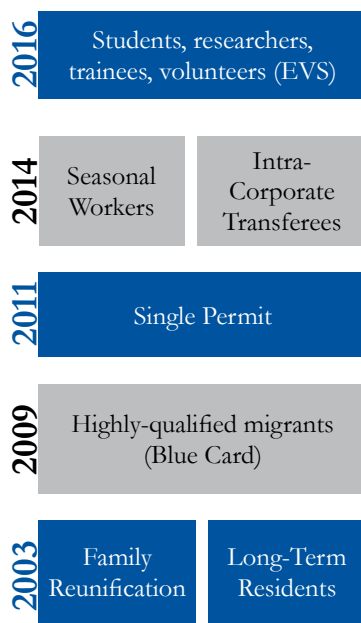 2016
Students, researchers,
trainees, volunteers (EVS)
2014
Seasonal
Workers
Intra-
Corporate
Transferees
2011
Single Permit
2009
Highly-qualified migrants
(Blue Card)
2003
Family
Reunification
Long-Term
Residents